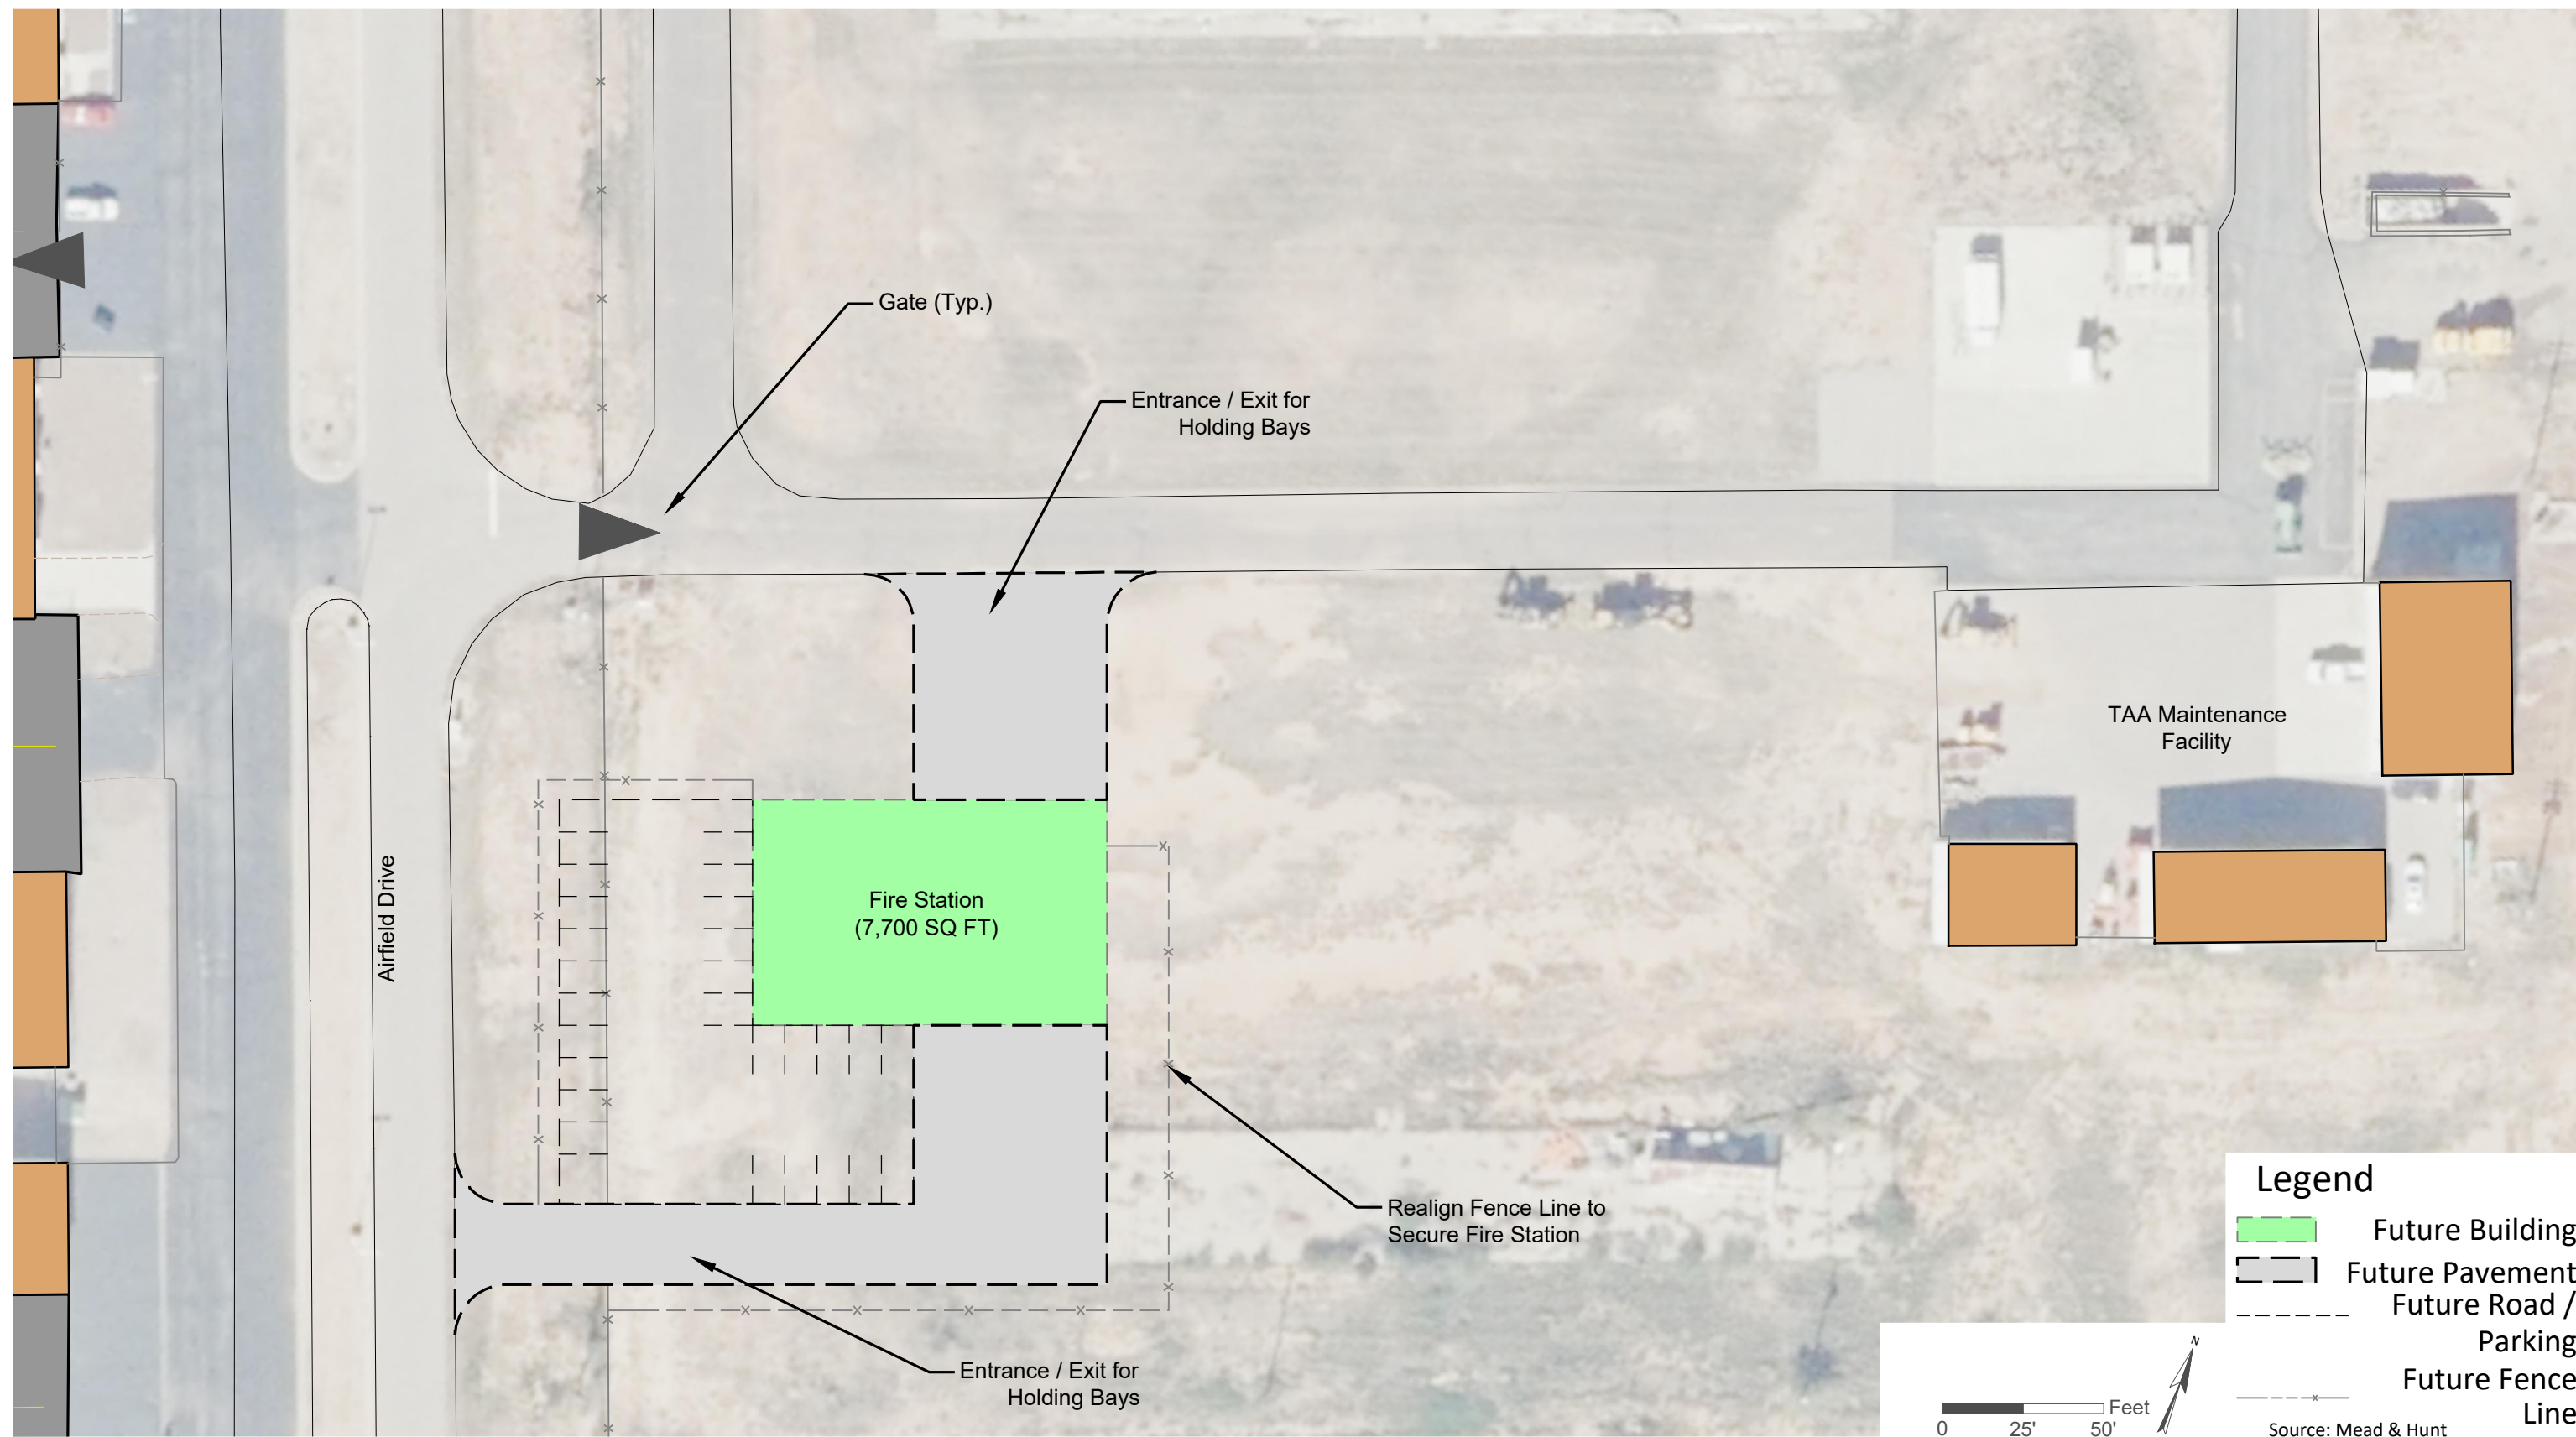 Gate (Typ.)
Entrance / Exit for
Holding Bays
TAA Maintenance
Facility
Airfield Drive
Fire Station
(7,700 SQ FT)
Realign Fence Line to
Secure Fire Station
Entrance / Exit for
Holding Bays
Legend
Future Building
Future Pavement
Future Road /
Parking
Future Fence
Line
N
Feet
0 25' 50'
Source: Mead & Hunt